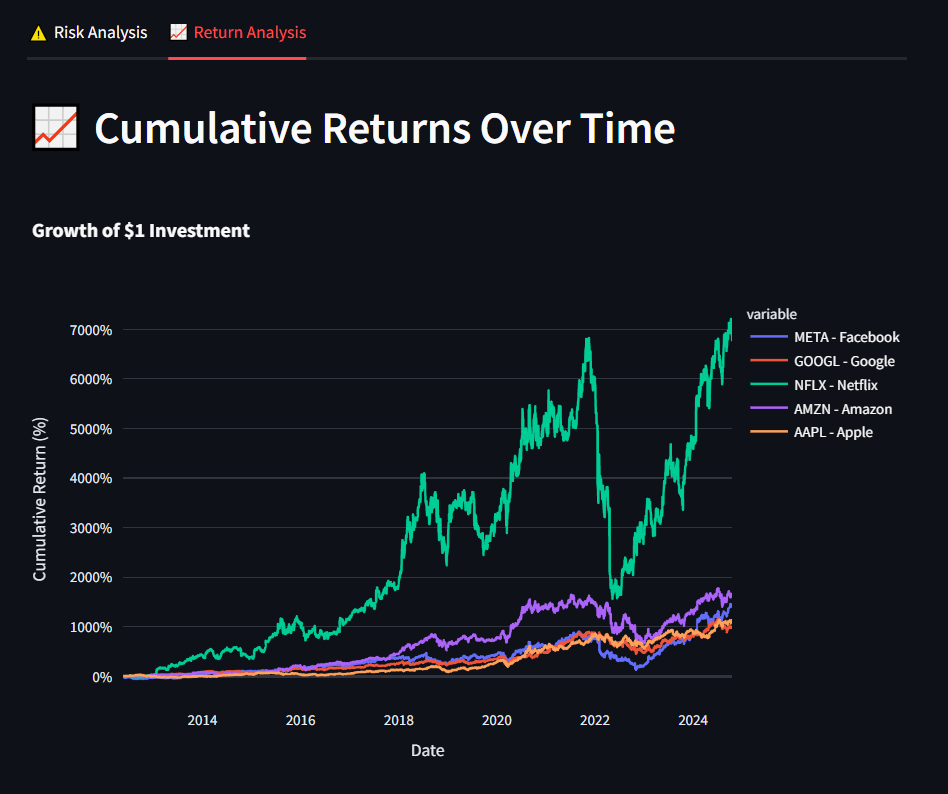 Risk Analysis
Return Analysis
Cumulative Returns Over Time
Growth of $1 Investment
variable
META - Facebook
GOOGL - Google
NFLX - Netflix
AMZN - Amazon
AAPL - Apple
Cumulative Return (%)
7000%
6000%
5000%
4000%
3000%
2000%
1000%
0%
2014
2016
2018
2020
2022
2024
Date